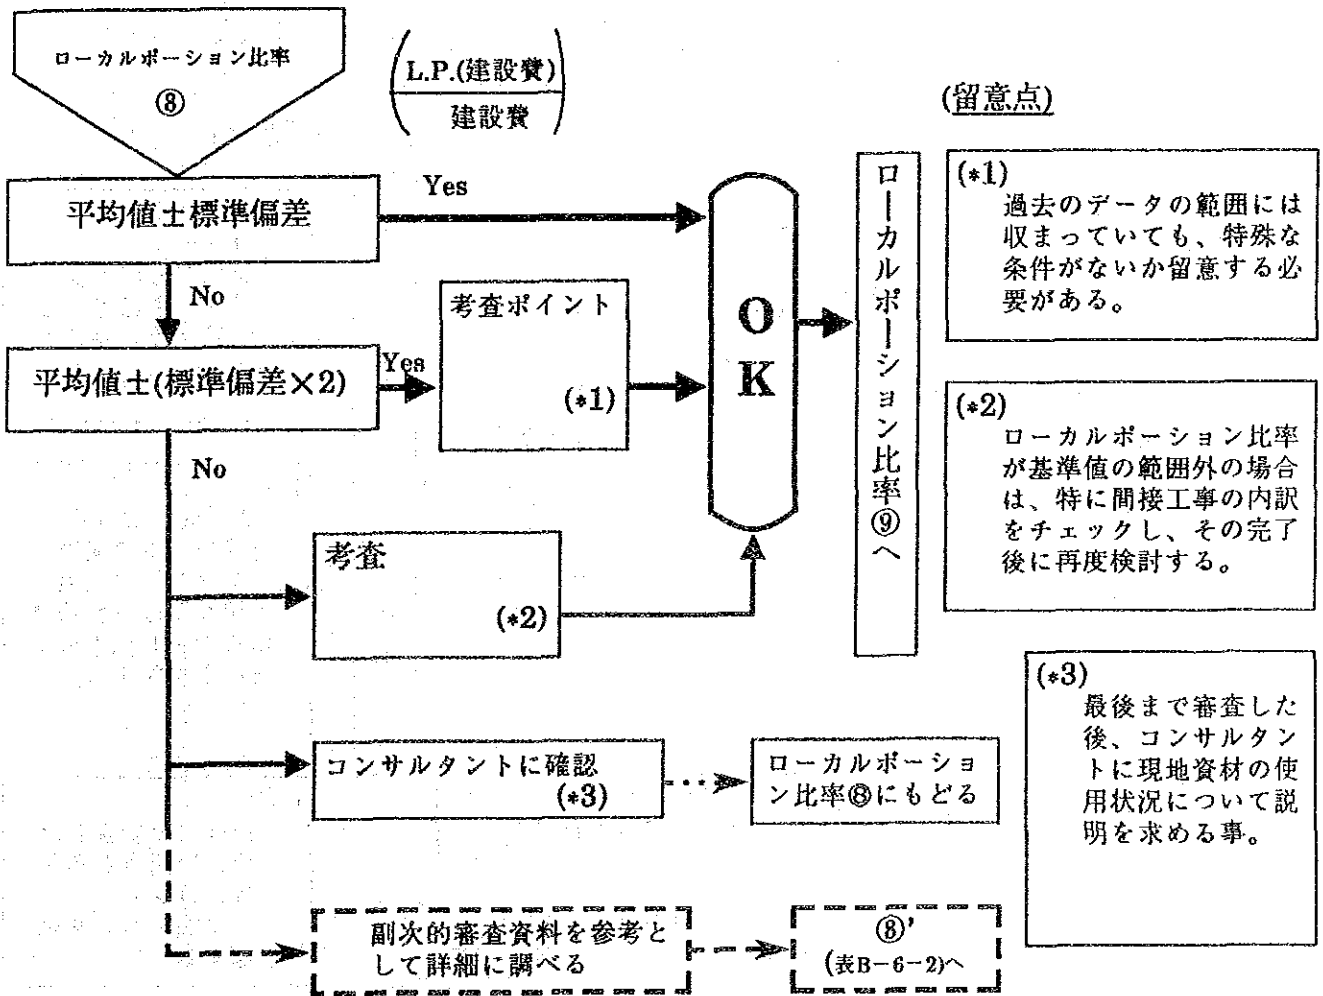 ローカルポーション比率
⑧
L.P.(建設費)
建設費
(留意点)
平均値±標準偏差
Yes
No
平均値±(標準偏差×2)
Yes
考査ポイント
(*1)
No
考査
(*2)
コンサルタントに確認
(*3)
ローカルポーショ
ン比率⑧にもどる
副次的審査資料を参考と
して詳細に調べる
⑧'
(表B-6-2)へ
OK
ローカルポーション比率⑨へ
(*1)
過去のデータの範囲には
収まっていても、特殊な
条件がないか留意する必
要がある。
(*2)
ローカルポーション比率
が基準値の範囲外の場合
は、特に間接工事の内訳
をチェックし、その完了
後に再度検討する。
(*3)
最後まで審査した
後、コンサルタン
トに現地資材の使
用状況について説
明を求める事。